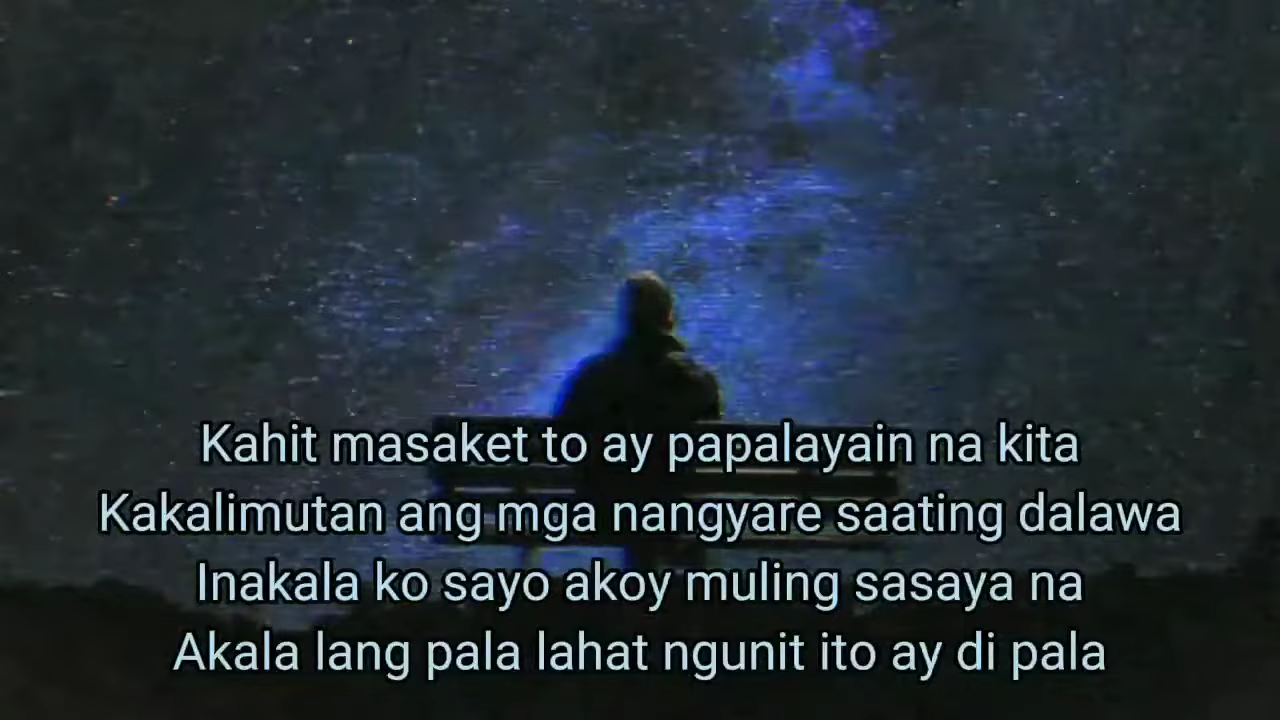 Kahit masaket to ay papalayain na kita
Kakalimutan ang mga nangyare saating dalawa
Inakala ko sayo akoy muling sasaya na
Akala lang pala lahat ngunit ito ay di pala